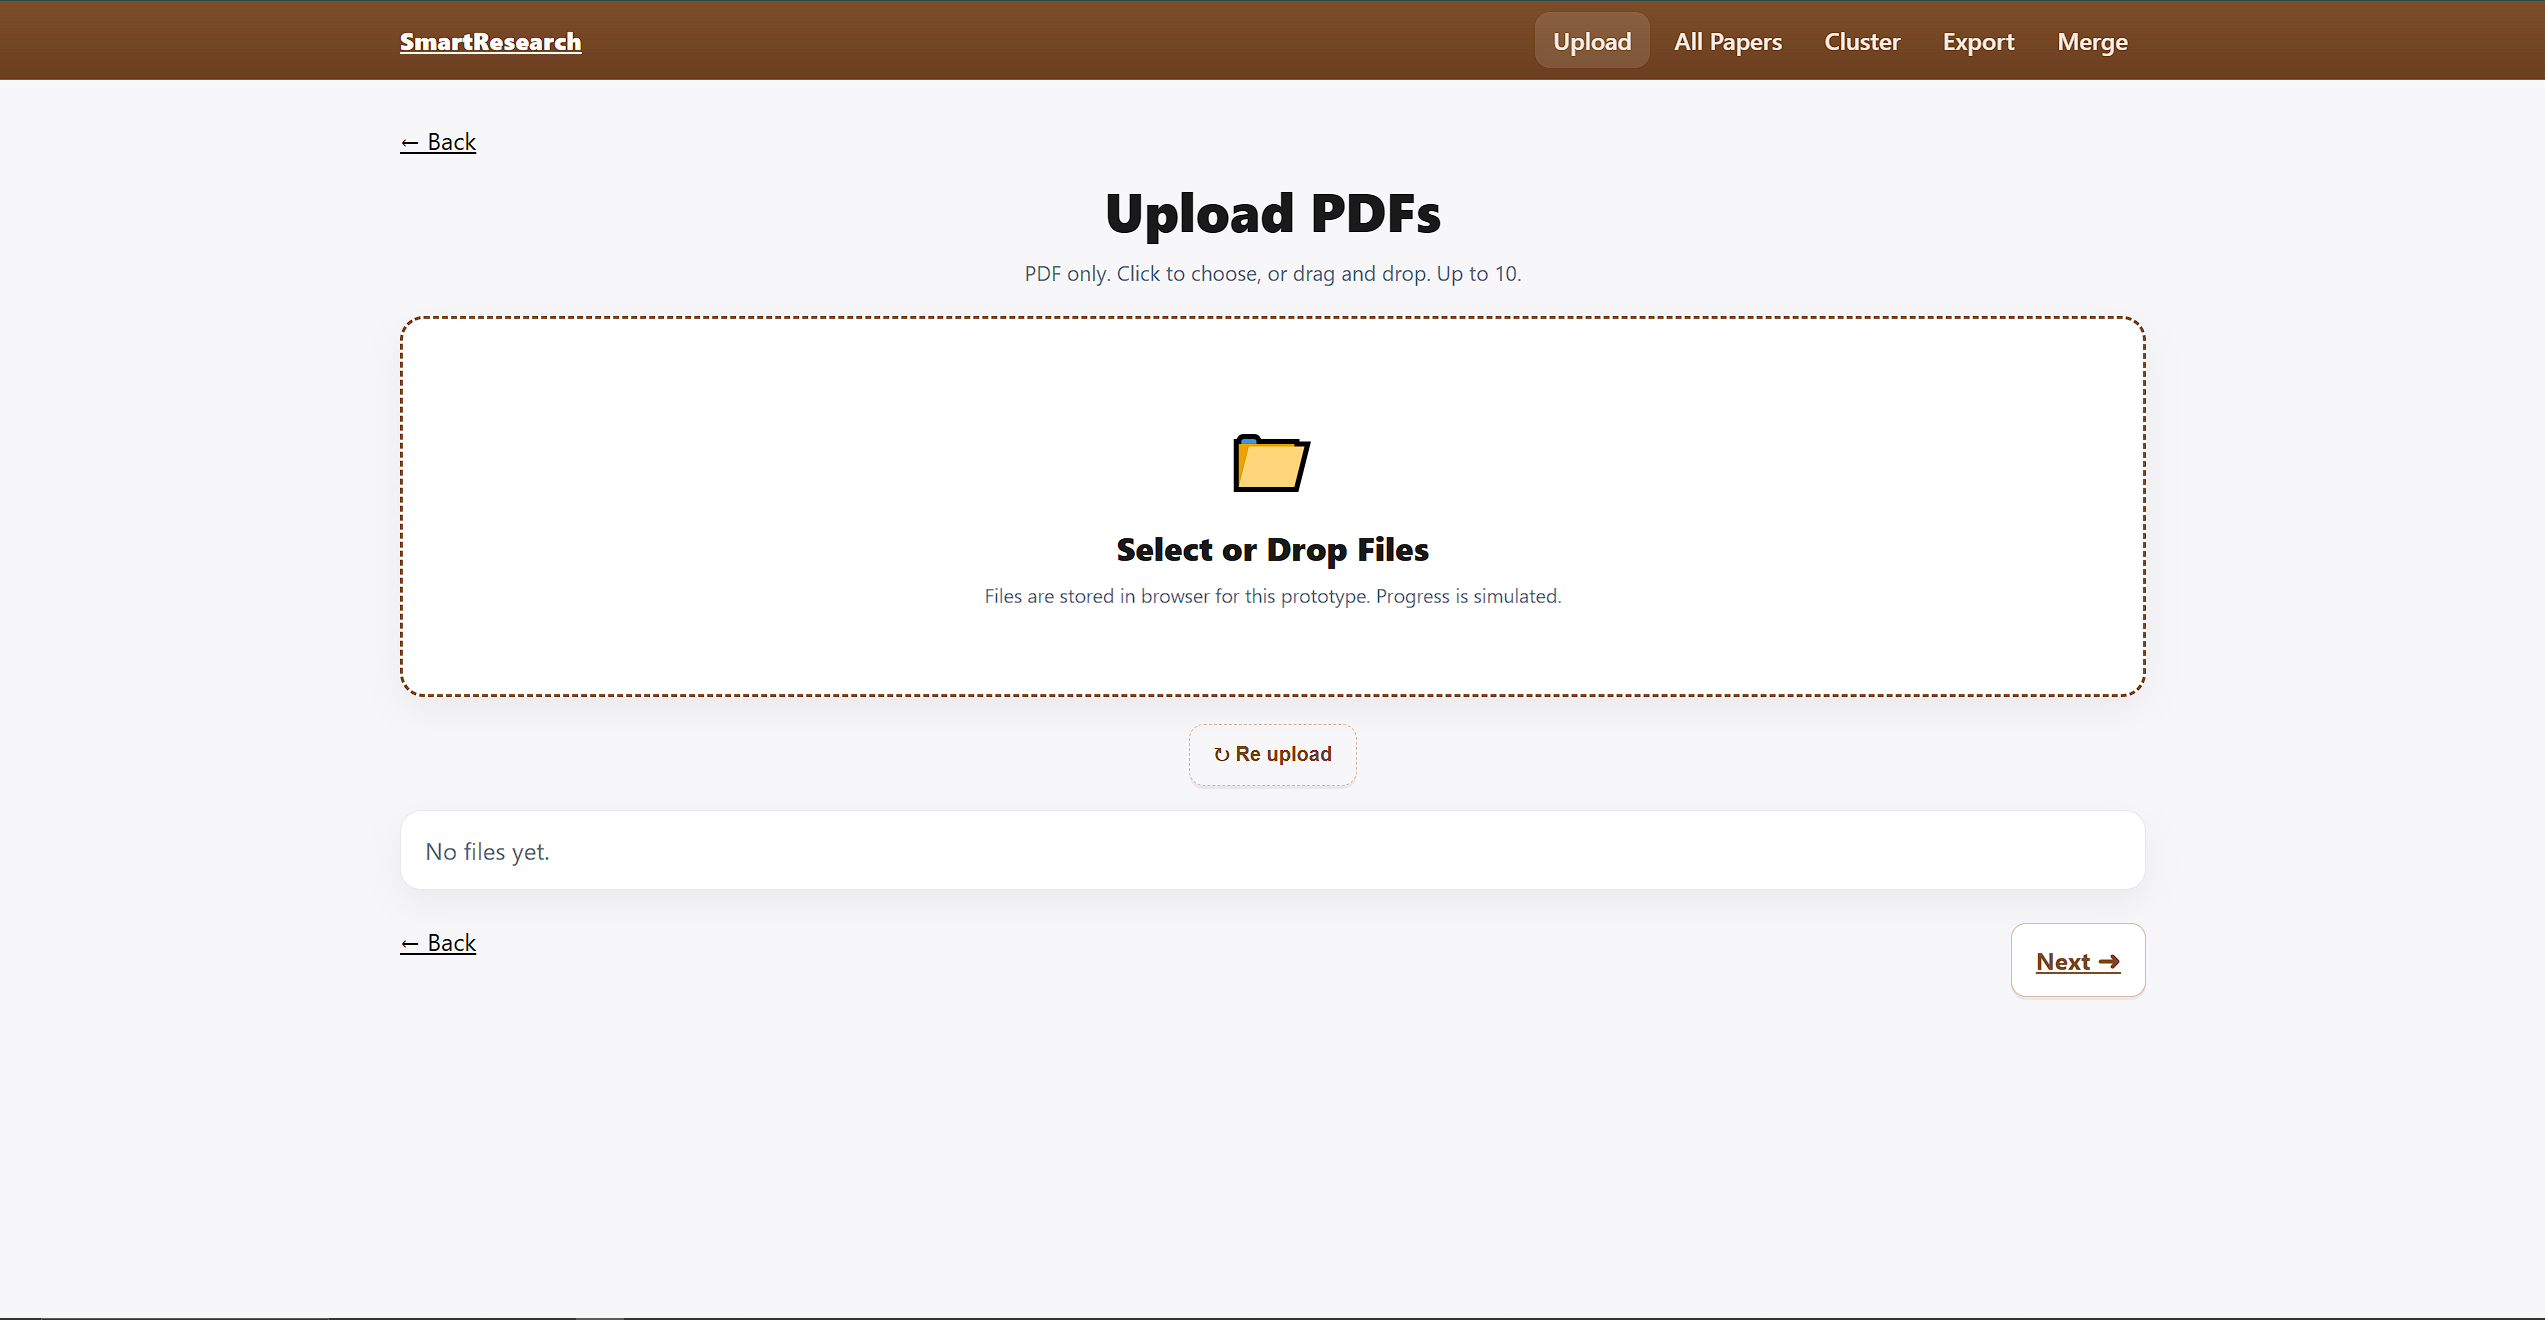 SmartResearch
Upload All Papers Cluster Export Merge
← Back
Upload PDFs
PDF only. Click to choose, or drag and drop. Up to 10.
Select or Drop Files
Files are stored in browser for this prototype. Progress is simulated.
↻ Re upload
No files yet.
← Back
Next ➜